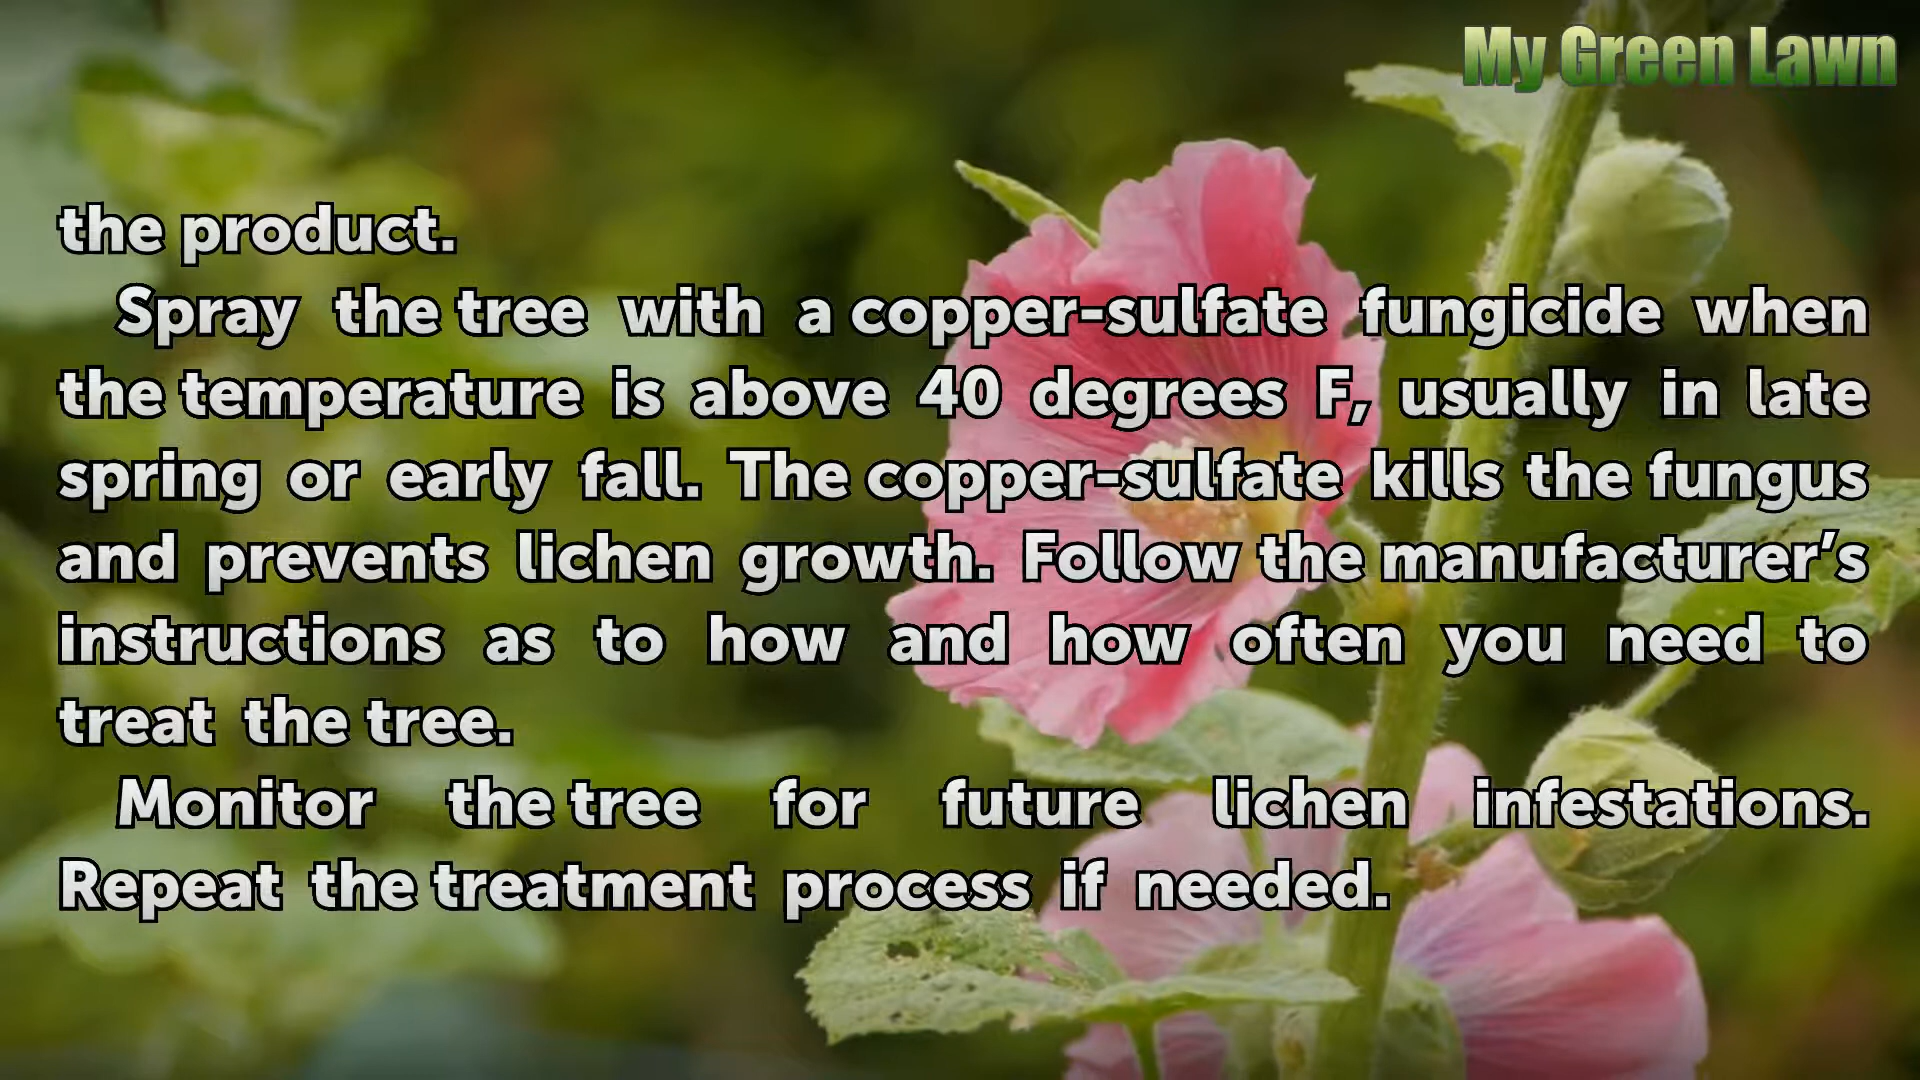 My Green Lawn
the product.
Spray the tree with a copper-sulfate fungicide when
the temperature is above 40 degrees F, usually in late
spring or early fall. The copper-sulfate kills the fungus
and prevents lichen growth. Follow the manufacturer's
instructions as to how and how often you need to
treat the tree.
Monitor the tree for future lichen infestations.
Repeat the treatment process if needed.